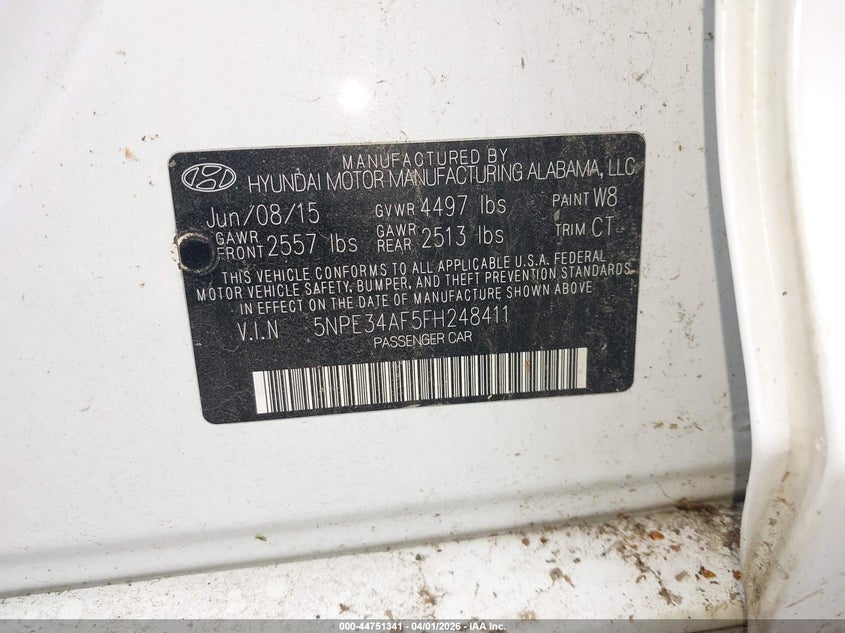 MANUFACTURED BY
HYUNDAI MOTOR MANUFACTURING ALABAMA, LLC
Jun/08/15 GVWR 4497 lbs PAINT W8
GAWR FRONT 2557 lbs GAWR REAR 2513 lbs TRIM CT
THIS VEHICLE CONFORMS TO ALL APPLICABLE U.S.A. FEDERAL
MOTOR VEHICLE SAFETY, BUMPER, AND THEFT PREVENTION STANDARDS
IN EFFECT ON THE DATE OF MANUFACTURE SHOWN ABOVE
V.I.N 5NPE34AF5FH248411
PASSENGER CAR
000-44751341 - 04/01/2026 - IAA Inc.